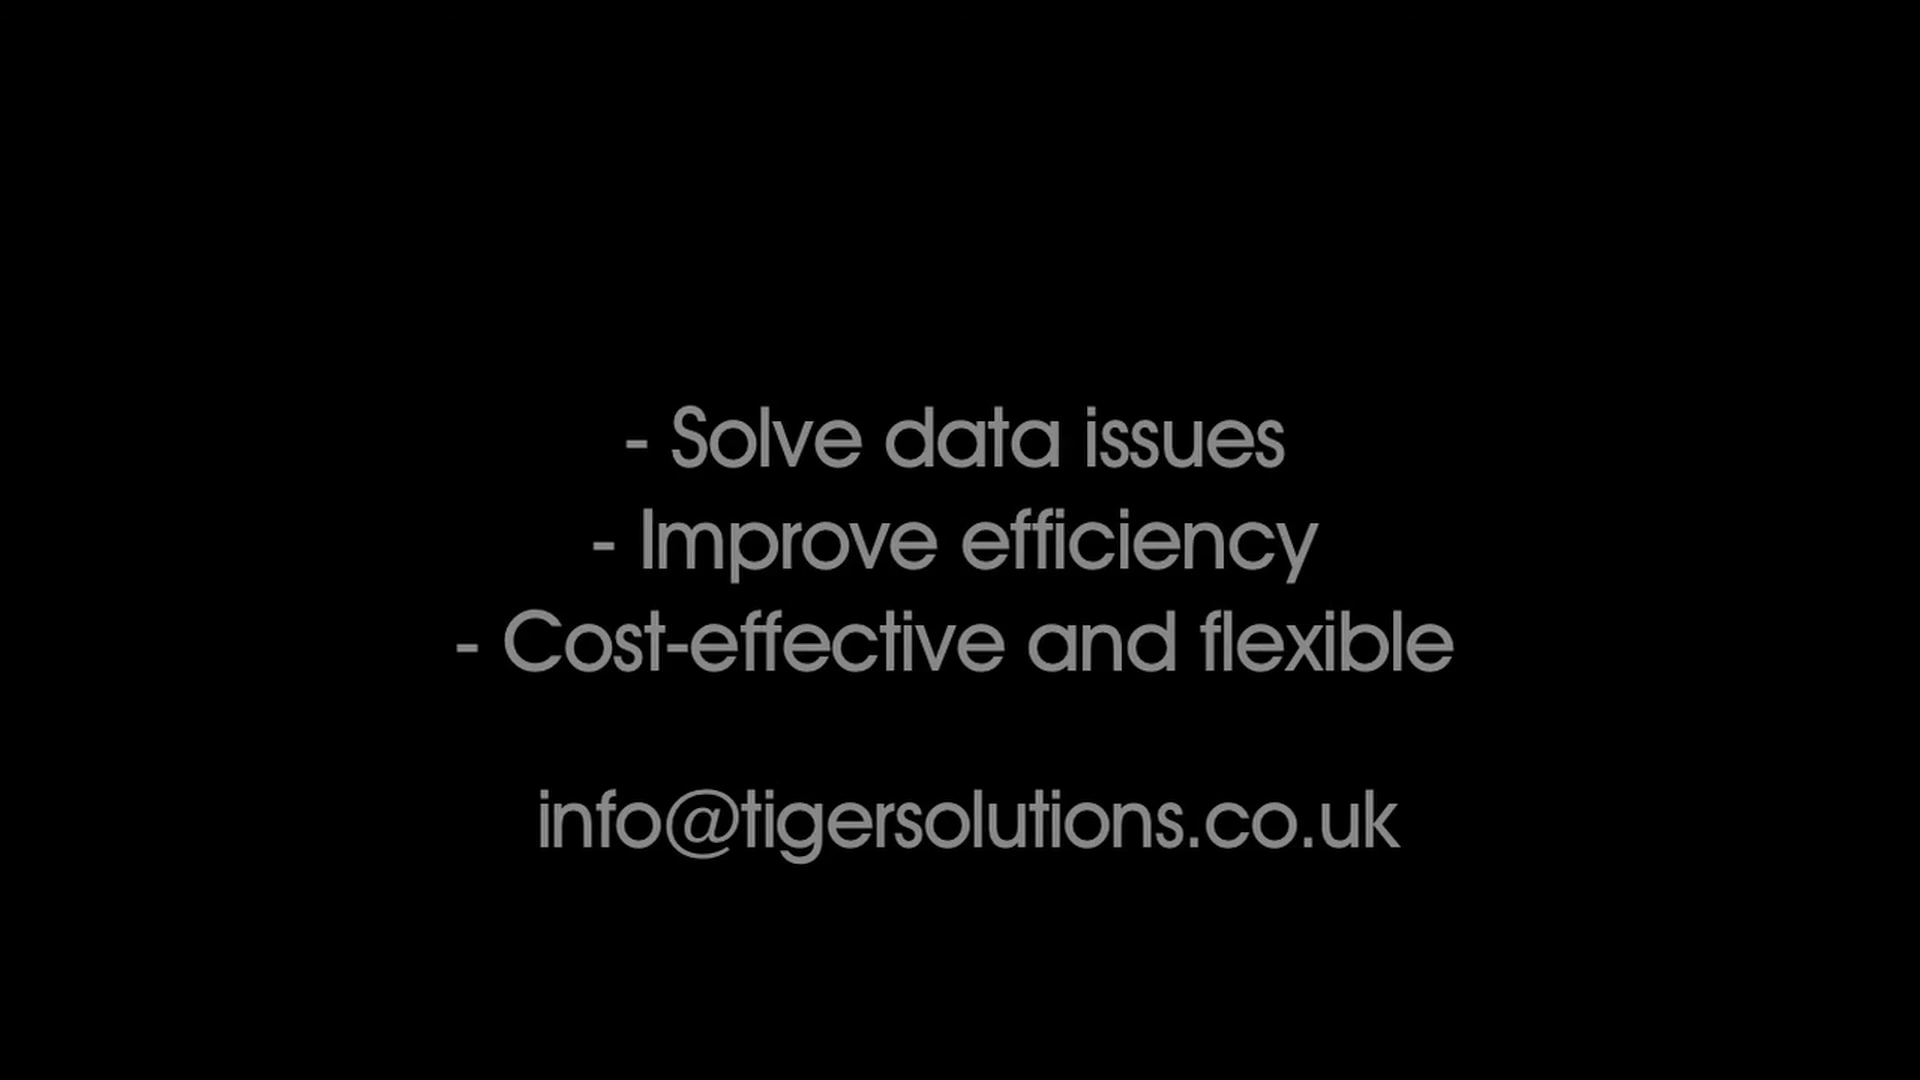 - Solve data issues
- Improve efficiency
- Cost-effective and flexible
info@tigersolutions.co.uk